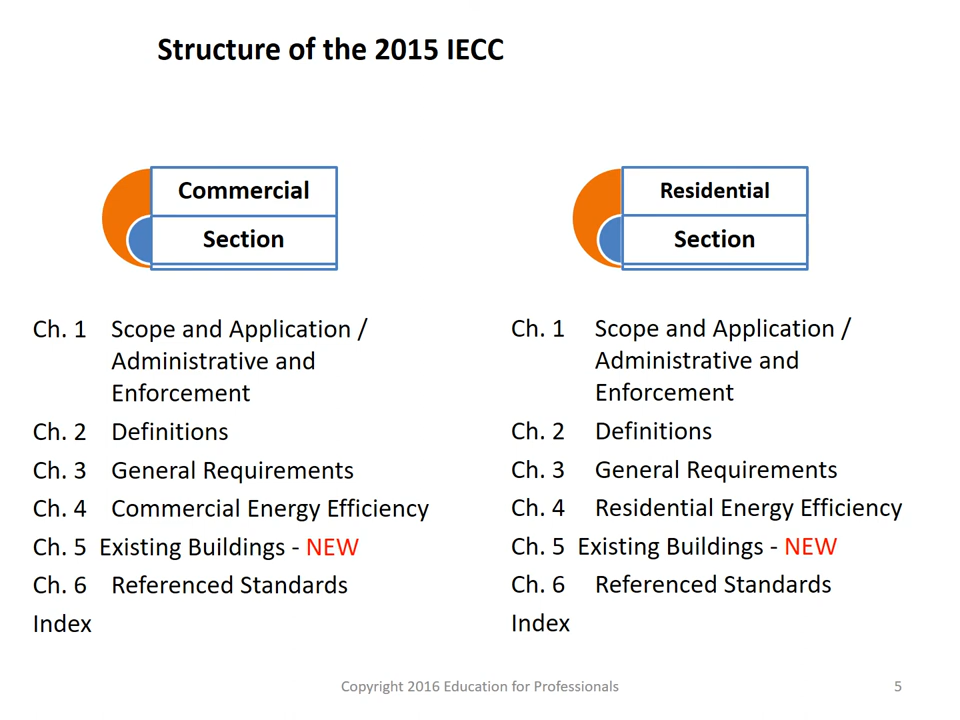 Structure of the 2015 IECC
Commercial
Section
Ch. 1 Scope and Application /
Administrative and
Enforcement
Ch. 2 Definitions
Ch. 3 General Requirements
Ch. 4 Commercial Energy Efficiency
Ch. 5 Existing Buildings - NEW
Ch. 6 Referenced Standards
Index
Residential
Section
Ch. 1 Scope and Application /
Administrative and
Enforcement
Ch. 2 Definitions
Ch. 3 General Requirements
Ch. 4 Residential Energy Efficiency
Ch. 5 Existing Buildings - NEW
Ch. 6 Referenced Standards
Index
Copyright 2016 Education for Professionals
5